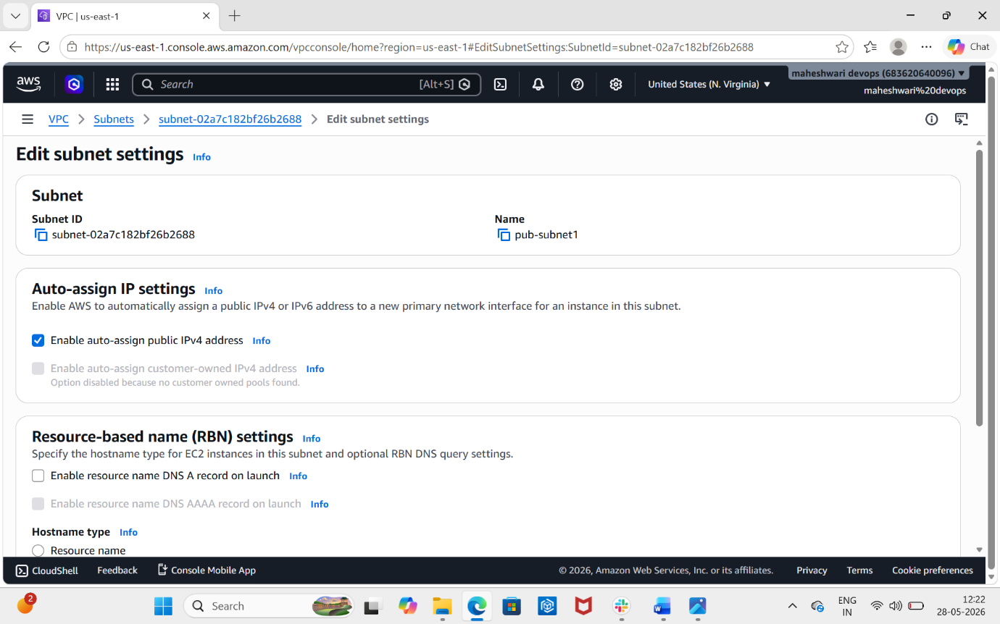 VPC | us-east-1
https://us-east-1.console.aws.amazon.com/vpcconsole/home?region=us-east-1#EditSubnetSettings:SubnetId=subnet-02a7c182bf26b2688
Chat
aws
Search [Alt+S]
United States (N. Virginia)
maheshwari devops (683620640096)
maheshwari%20devops
VPC > Subnets > subnet-02a7c182bf26b2688 > Edit subnet settings
Edit subnet settings Info
Subnet
Subnet ID
subnet-02a7c182bf26b2688
Name
pub-subnet1
Auto-assign IP settings Info
Enable AWS to automatically assign a public IPv4 or IPv6 address to a new primary network interface for an instance in this subnet.
Enable auto-assign public IPv4 address Info
Enable auto-assign customer-owned IPv4 address Info
Option disabled because no customer owned pools found.
Resource-based name (RBN) settings Info
Specify the hostname type for EC2 instances in this subnet and optional RBN DNS query settings.
Enable resource name DNS A record on launch Info
Enable resource name DNS AAAA record on launch Info
Hostname type Info
Resource name
CloudShell Feedback Console Mobile App © 2026, Amazon Web Services, Inc. or its affiliates. Privacy Terms Cookie preferences
2
Search
W
ENG
IN
12:22
28-05-2026